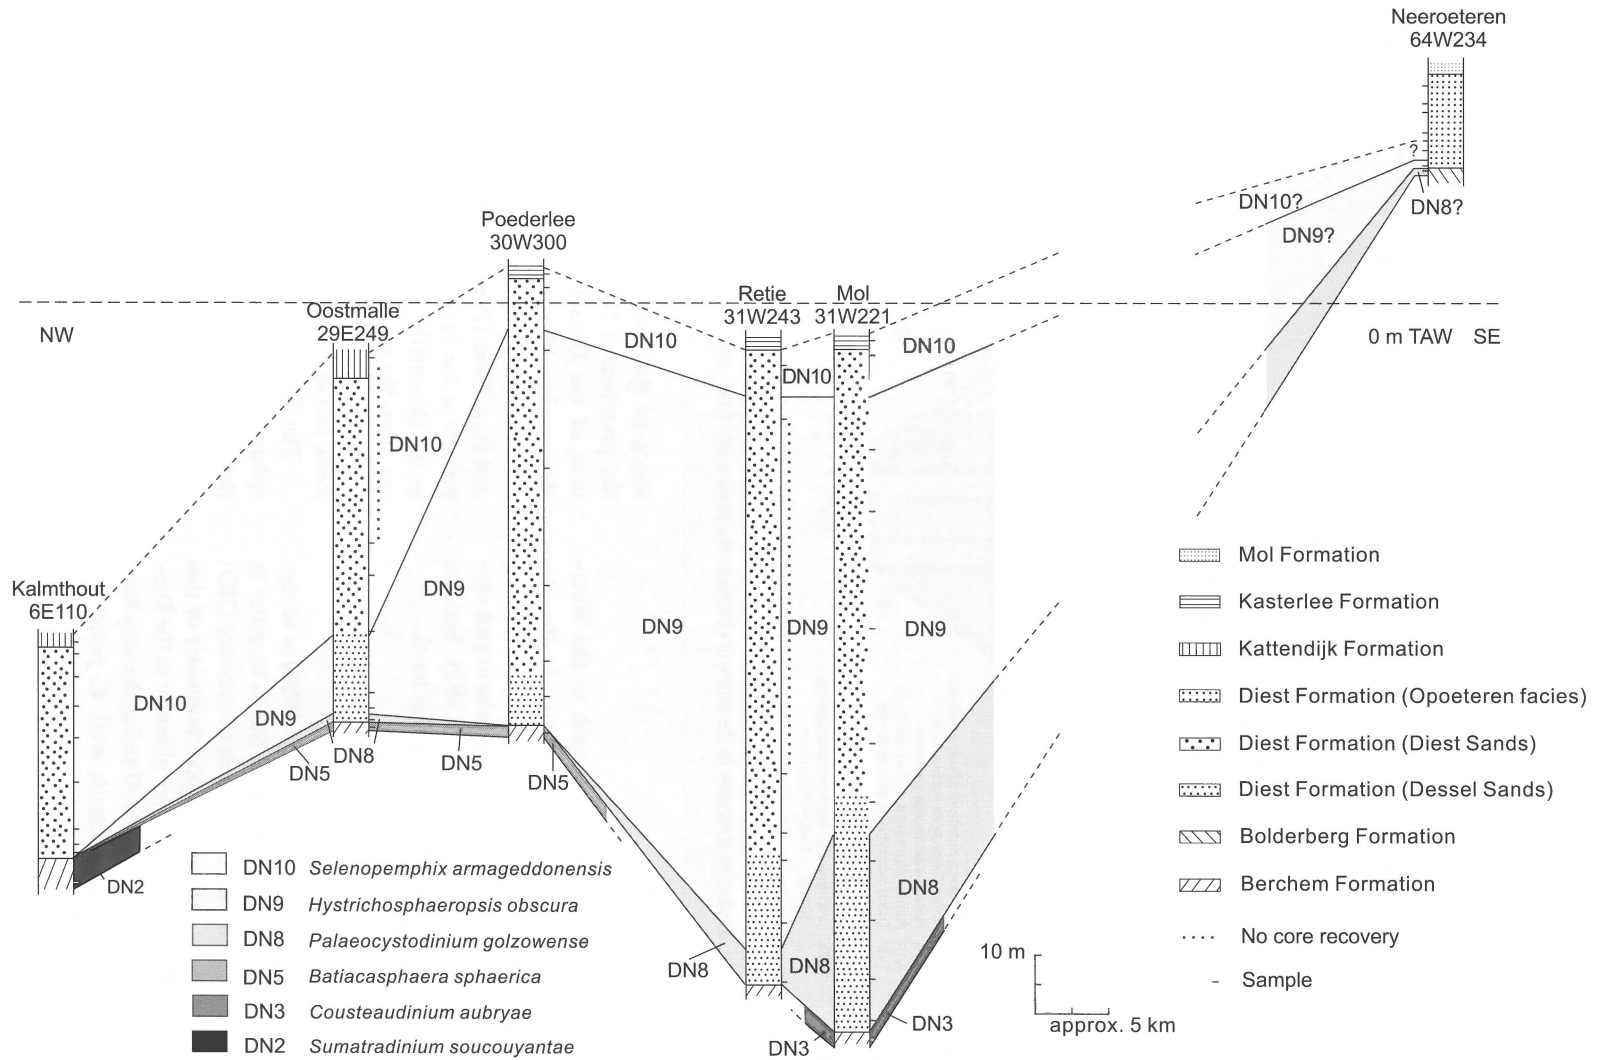 Neeroeteren
64W234
?
DN10?
DN8?
DN9?
Poederlee
30W300
Retie
31W243
Mol
31W221
Oostmalle
29E249
NW
0 m TAW SE
DN10
DN10
DN10
DN10
DN9
DN9
DN9
DN9
Kalmthout
6E110
DN10
DN9
DN5
DN8
DN5
DN5
DN2
DN8
DN8
DN8
DN3
DN3
10 m
approx. 5 km
DN10 Selenopemphix armageddonensis
DN9 Hystrichosphaeropsis obscura
DN8 Palaeocystodinium golzowense
DN5 Batiacasphaera sphaerica
DN3 Cousteaudinium aubryae
DN2 Sumatradinium soucouyantae
Mol Formation
Kasterlee Formation
Kattendijk Formation
Diest Formation (Opoeteren facies)
Diest Formation (Diest Sands)
Diest Formation (Dessel Sands)
Bolderberg Formation
Berchem Formation
No core recovery
Sample